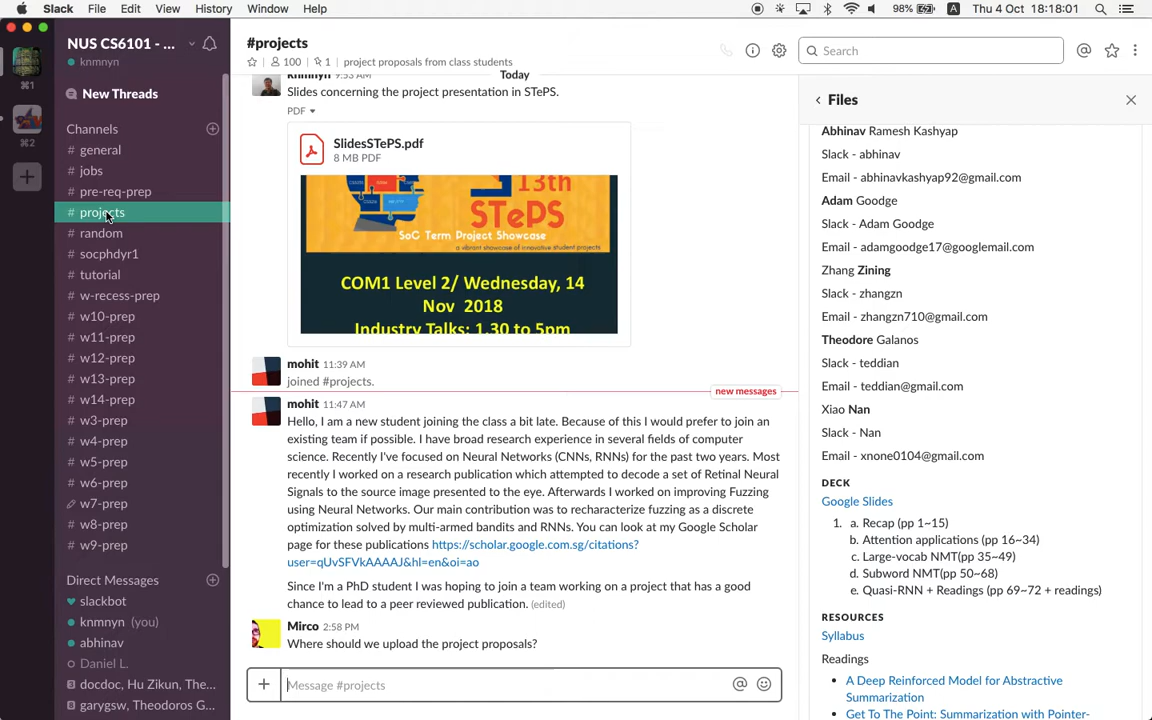 Slack File Edit View History Window Help 98% A Thu 4 Oct 18:18:01
NUS CS6101 - ...
knmnyn
⌘1
⌘2
New Threads
Channels
# general
# jobs
# pre-req-prep
# projects
# random
# socphdyr1
# tutorial
# w-recess-prep
# w10-prep
# w11-prep
# w12-prep
# w13-prep
# w14-prep
# w3-prep
# w4-prep
# w5-prep
# w6-prep
w7-prep
# w8-prep
# w9-prep
Direct Messages
slackbot
knmnyn (you)
abhinav
Daniel L.
3 docdoc, Hu Zikun, The...
garygsw, Theodoros G...
#projects
100 1 project proposals from class students
Search
Today
knmnyn 9:53 AM
Slides concerning the project presentation in STePS.
PDF
SlidesSTePS.pdf
8 MB PDF
13th
STePS
SoC Term Project Showcase
a vibrant showcase of innovative student projects
COM1 Level 2/ Wednesday, 14
Nov 2018
Industry Talks: 1.30 to 5pm
mohit 11:39 AM
joined #projects.
new messages
mohit 11:47 AM
Hello, I am a new student joining the class a bit late. Because of this I would prefer to join an
existing team if possible. I have broad research experience in several fields of computer
science. Recently I've focused on Neural Networks (CNNs, RNNs) for the past two years. Most
recently I worked on a research publication which attempted to decode a set of Retinal Neural
Signals to the source image presented to the eye. Afterwards I worked on improving Fuzzing
using Neural Networks. Our main contribution was to recharacterize fuzzing as a discrete
optimization solved by multi-armed bandits and RNNs. You can look at my Google Scholar
page for these publications https://scholar.google.com.sg/citations?
user=qUvSFVkAAAAJ&hl=en&oi=ao
Since I'm a PhD student I was hoping to join a team working on a project that has a good
chance to lead to a peer reviewed publication. (edited)
Mirco 2:58 PM
Where should we upload the project proposals?
Message #projects
Files
Abhinav Ramesh Kashyap
Slack - abhinav
Email - abhinavkashyap92@gmail.com
Adam Goodge
Slack - Adam Goodge
Email - adamgoodge17@googlemail.com
Zhang Zining
Slack - zhangzn
Email - zhangzn710@gmail.com
Theodore Galanos
Slack - teddian
Email - teddian@gmail.com
Xiao Nan
Slack - Nan
Email - xnone0104@gmail.com
DECK
Google Slides
1. a. Recap (pp 1~15)
b. Attention applications (pp 16~34)
c. Large-vocab NMT(pp 35~49)
d. Subword NMT(pp 50~68)
e. Quasi-RNN + Readings (pp 69~72 + readings)
RESOURCES
Syllabus
Readings
• A Deep Reinforced Model for Abstractive
Summarization
• Get To The Point: Summarization with Pointer-